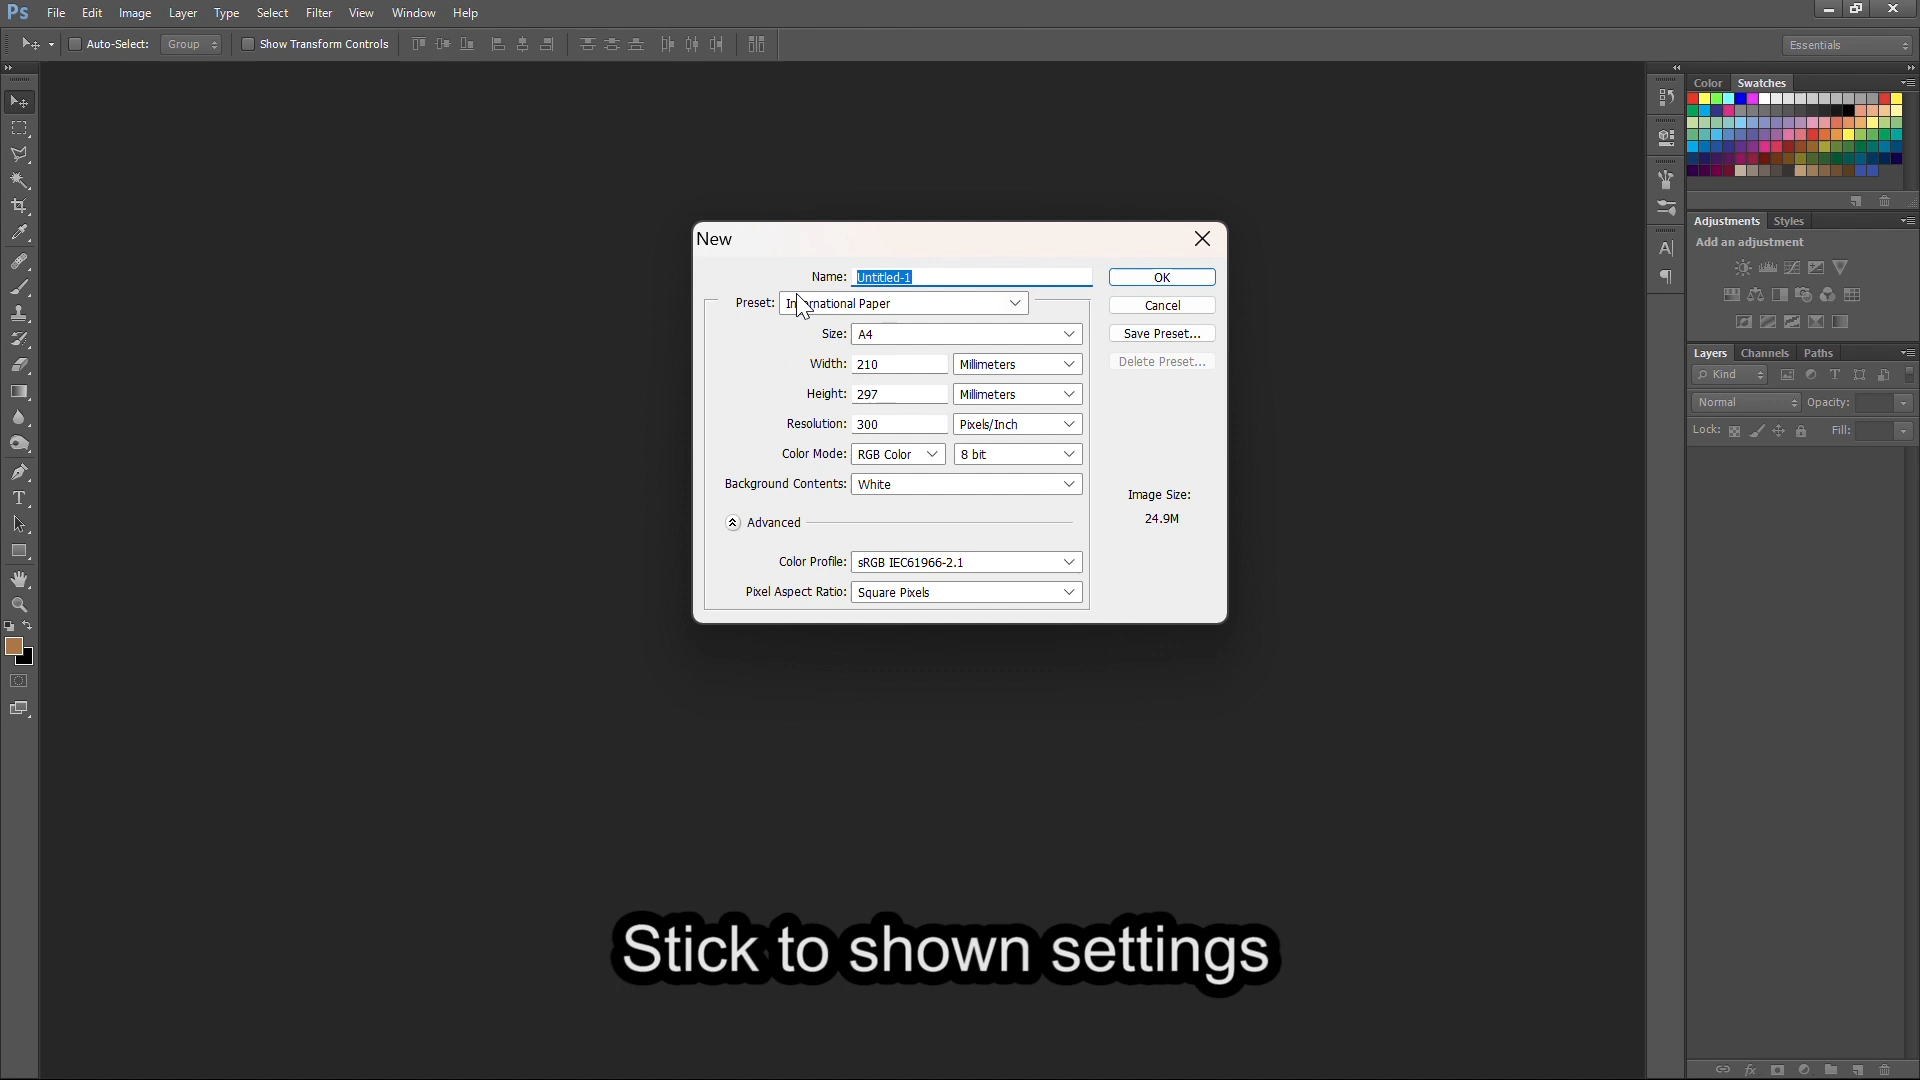 Ps File Edit Image Layer Type Select Filter View Window Help
Auto-Select: Group Show Transform Controls Essentials
Color Swatches
Adjustments Styles
Add an adjustment
Layers Channels Paths
Kind
Normal Opacity:
Lock: Fill:
New
Name: Untitled-1 OK
Preset: International Paper Cancel
Size: A4 Save Preset...
Width: 210 Millimeters Delete Preset...
Height: 297 Millimeters
Resolution: 300 Pixels/Inch
Color Mode: RGB Color 8 bit
Background Contents: White
Image Size:
24.9M
Advanced
Color Profile: sRGB IEC61966-2.1
Pixel Aspect Ratio: Square Pixels
Stick to shown settings